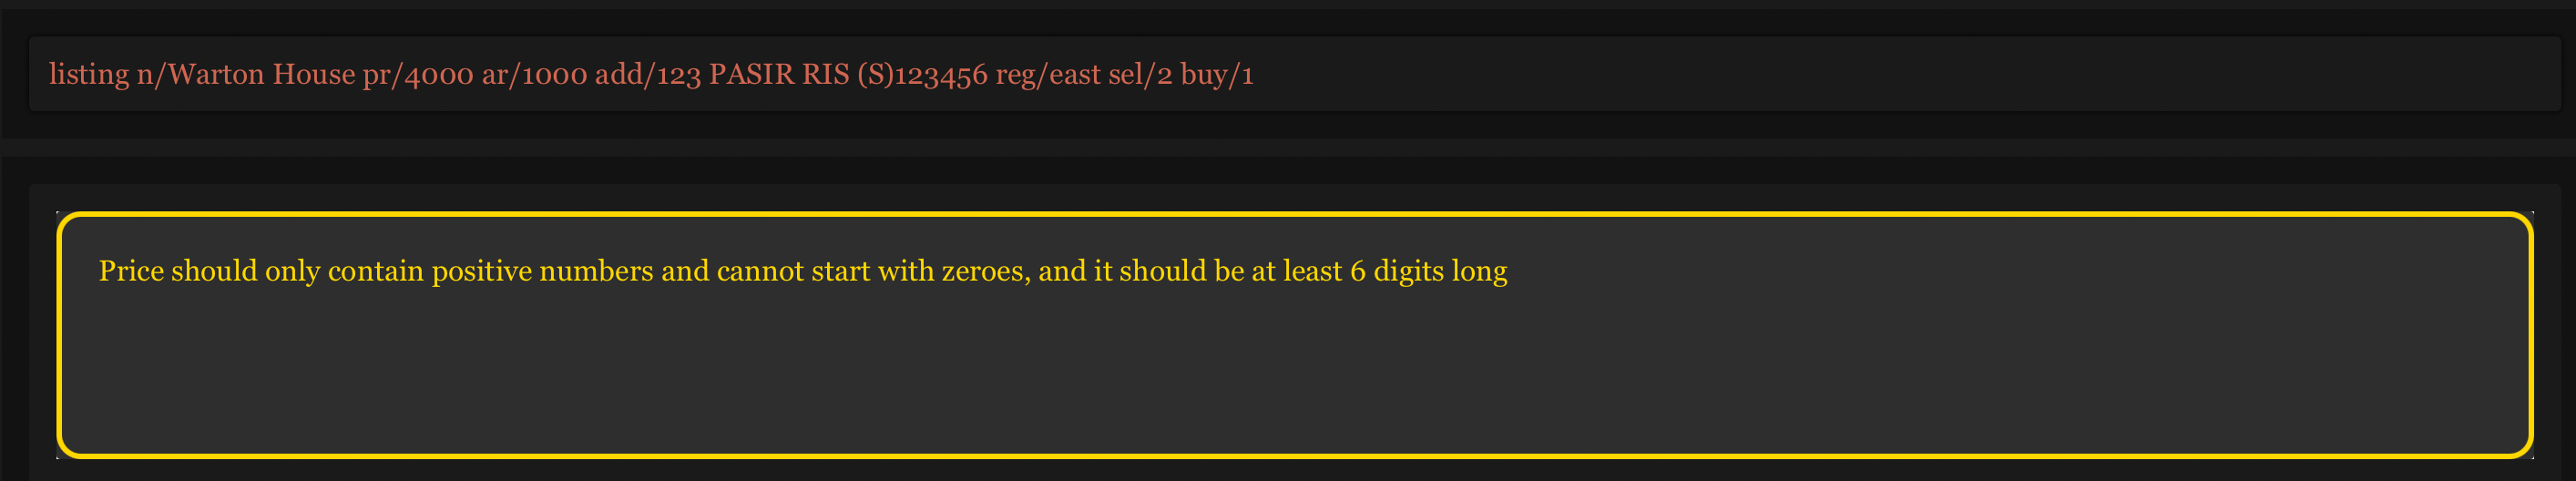 listing n/Warton House pr/4000 ar/1000 add/123 PASIR RIS (S)123456 reg/east sel/2 buy/1
Price should only contain positive numbers and cannot start with zeroes, and it should be at least 6 digits long